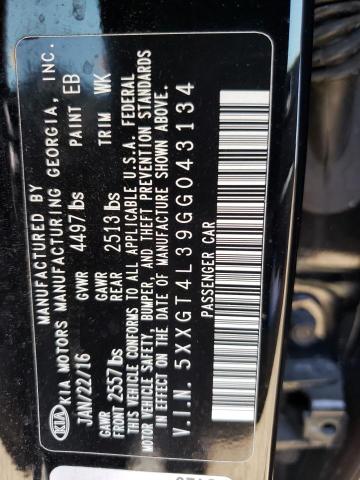 KIA
MANUFACTURED BY
KIA MOTORS MANUFACTURING GEORGIA, INC.
JAN/22/16 GVWR 4497lbs PAINT EB
GAWR FRONT 2557lbs GAWR REAR 2513lbs TRIM WK
THIS VEHICLE CONFORMS TO ALL APPLICABLE U.S.A. FEDERAL
MOTOR VEHICLE SAFETY, BUMPER, AND THEFT PREVENTION STANDARDS
IN EFFECT ON THE DATE OF MANUFACTURE SHOWN ABOVE.
V.I.N. 5XXGT4L39GG043134
PASSENGER CAR